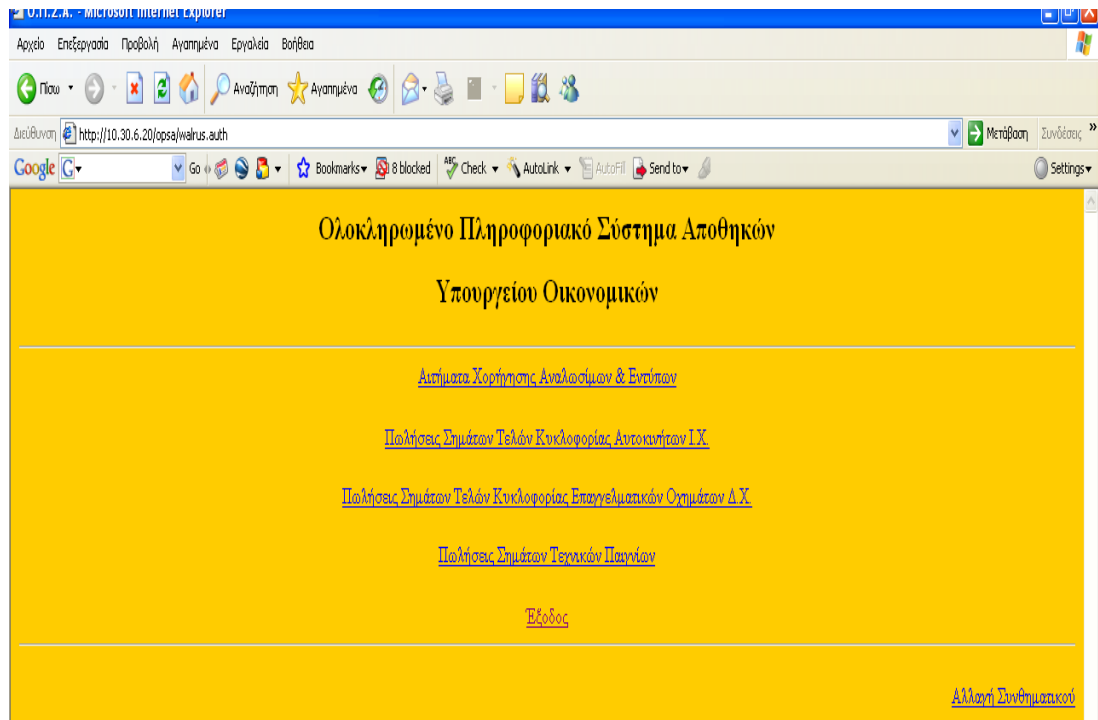 Ο.Π.Σ.Α. - Microsoft Internet Explorer
Αρχείο Επεξεργασία Προβολή Αγαπημένα Εργαλεία Βοήθεια
Πίσω Αναζήτηση Αγαπημένα
Διεύθυνση http://10.30.6.20/opsa/walrus.auth Μετάβαση Συνδέσεις »
Google G Go Bookmarks 8 blocked ABC Check AutoLink AutoFill Send to Settings
Ολοκληρωμένο Πληροφοριακό Σύστημα Αποθηκών
Υπουργείου Οικονομικών
Αιτήματα Χορήγησης Αναλωσίμων & Εντύπων
Πωλήσεις Σημάτων Τελών Κυκλοφορίας Αυτοκινήτων Ι.Χ.
Πωλήσεις Σημάτων Τελών Κυκλοφορίας Επαγγελματικών Οχημάτων Δ.Χ.
Πωλήσεις Σημάτων Τεχνικών Παιγνίων
Έξοδος
Αλλαγή Συνθηματικού